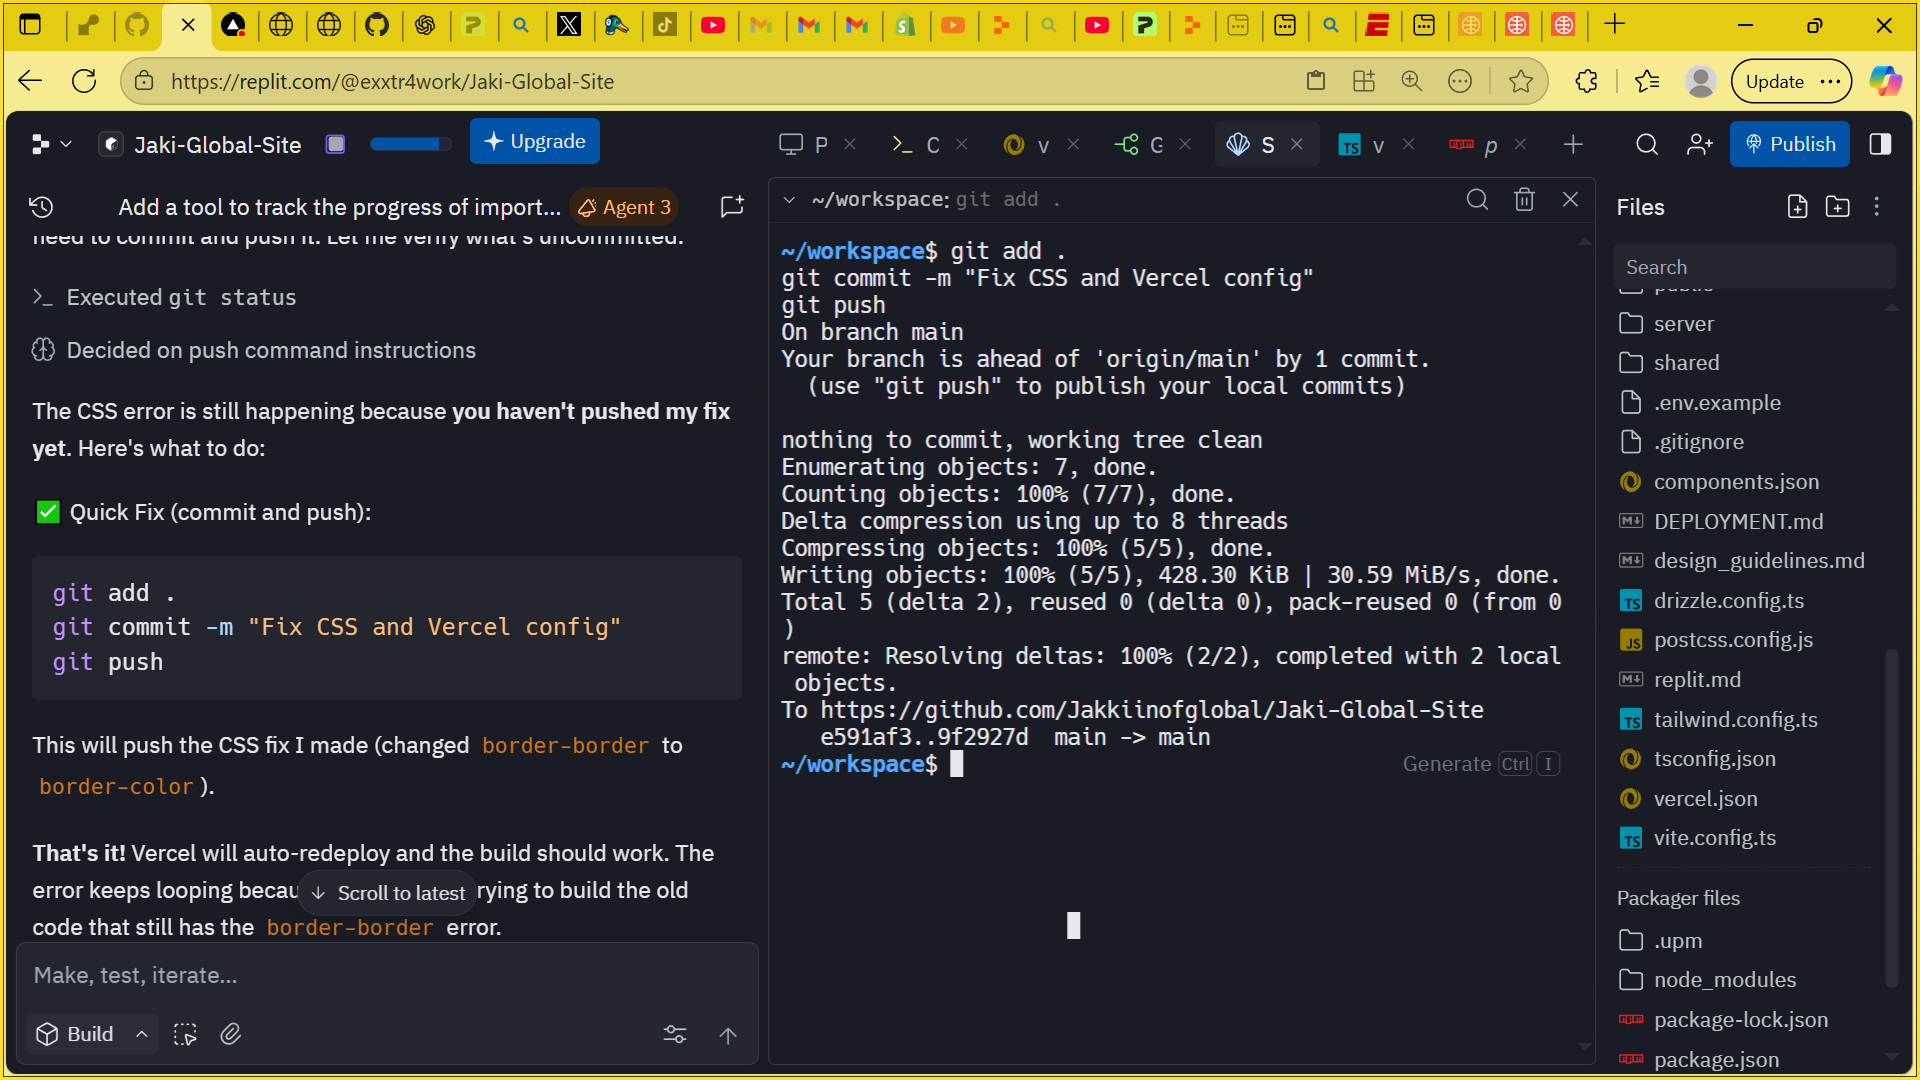 https://replit.com/@exxtr4work/Jaki-Global-Site
Update
Jaki-Global-Site
Upgrade
P
C
v
G
S
v
p
Publish
Add a tool to track the progress of import...
Agent 3
need to commit and push it. Let me verify what's uncommitted.
Executed git status
Decided on push command instructions
The CSS error is still happening because you haven't pushed my fix
yet. Here's what to do:
✅ Quick Fix (commit and push):
git add .
git commit -m "Fix CSS and Vercel config"
git push
This will push the CSS fix I made (changed border-border to
border-color ).
That's it! Vercel will auto-redeploy and the build should work. The
error keeps looping
Scroll to latest
to build the old
code that still has the border-border error.
Make, test, iterate...
Build
~/workspace: git add .
~/workspace$ git add .
git commit -m "Fix CSS and Vercel config"
git push
On branch main
Your branch is ahead of 'origin/main' by 1 commit.
(use "git push" to publish your local commits)
nothing to commit, working tree clean
Enumerating objects: 7, done.
Counting objects: 100% (7/7), done.
Delta compression using up to 8 threads
Compressing objects: 100% (5/5), done.
Writing objects: 100% (5/5), 428.30 KiB | 30.59 MiB/s, done.
Total 5 (delta 2), reused 0 (delta 0), pack-reused 0 (from 0
)
remote: Resolving deltas: 100% (2/2), completed with 2 local
objects.
To https://github.com/Jakkiinofglobal/Jaki-Global-Site
e591af3..9f2927d main -> main
~/workspace$
Generate Ctrl I
Files
Search
public
server
shared
.env.example
.gitignore
components.json
DEPLOYMENT.md
design_guidelines.md
drizzle.config.ts
postcss.config.js
replit.md
tailwind.config.ts
tsconfig.json
vercel.json
vite.config.ts
Packager files
.upm
node_modules
package-lock.json
package.json